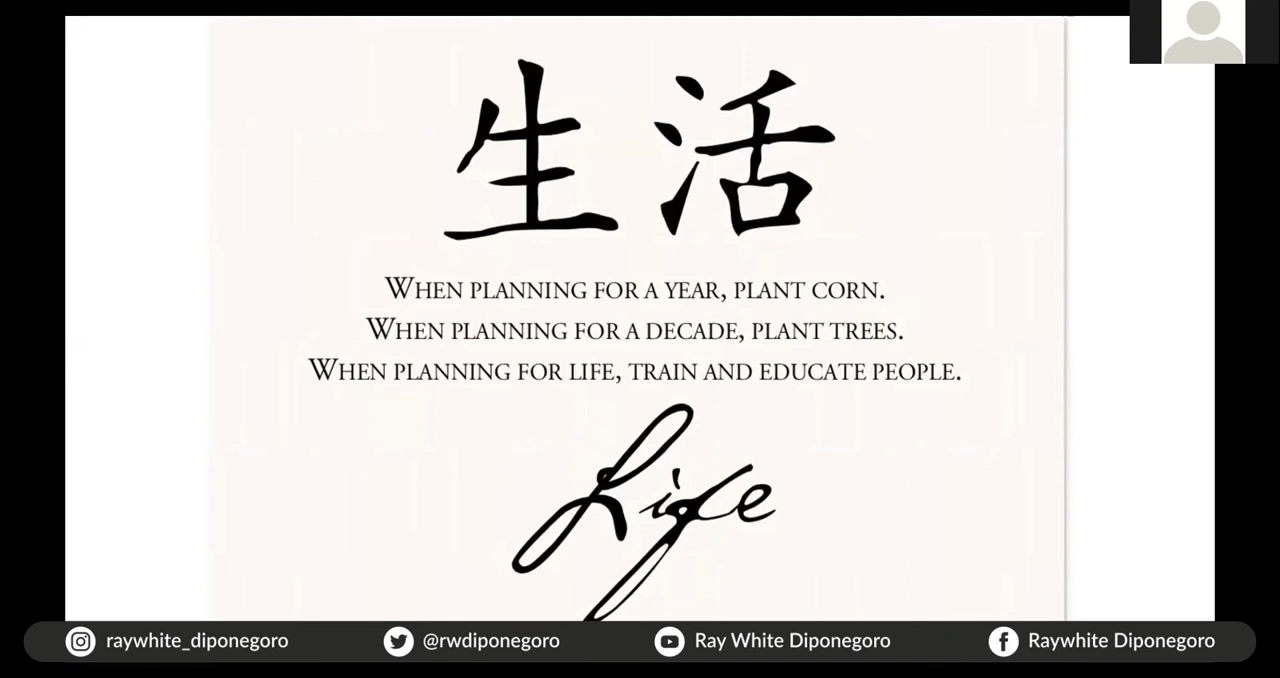 生活
When planning for a year, plant corn.
When planning for a decade, plant trees.
When planning for life, train and educate people.
Life
raywhite_diponegoro @rwdiponegoro Ray White Diponegoro Raywhite Diponegoro